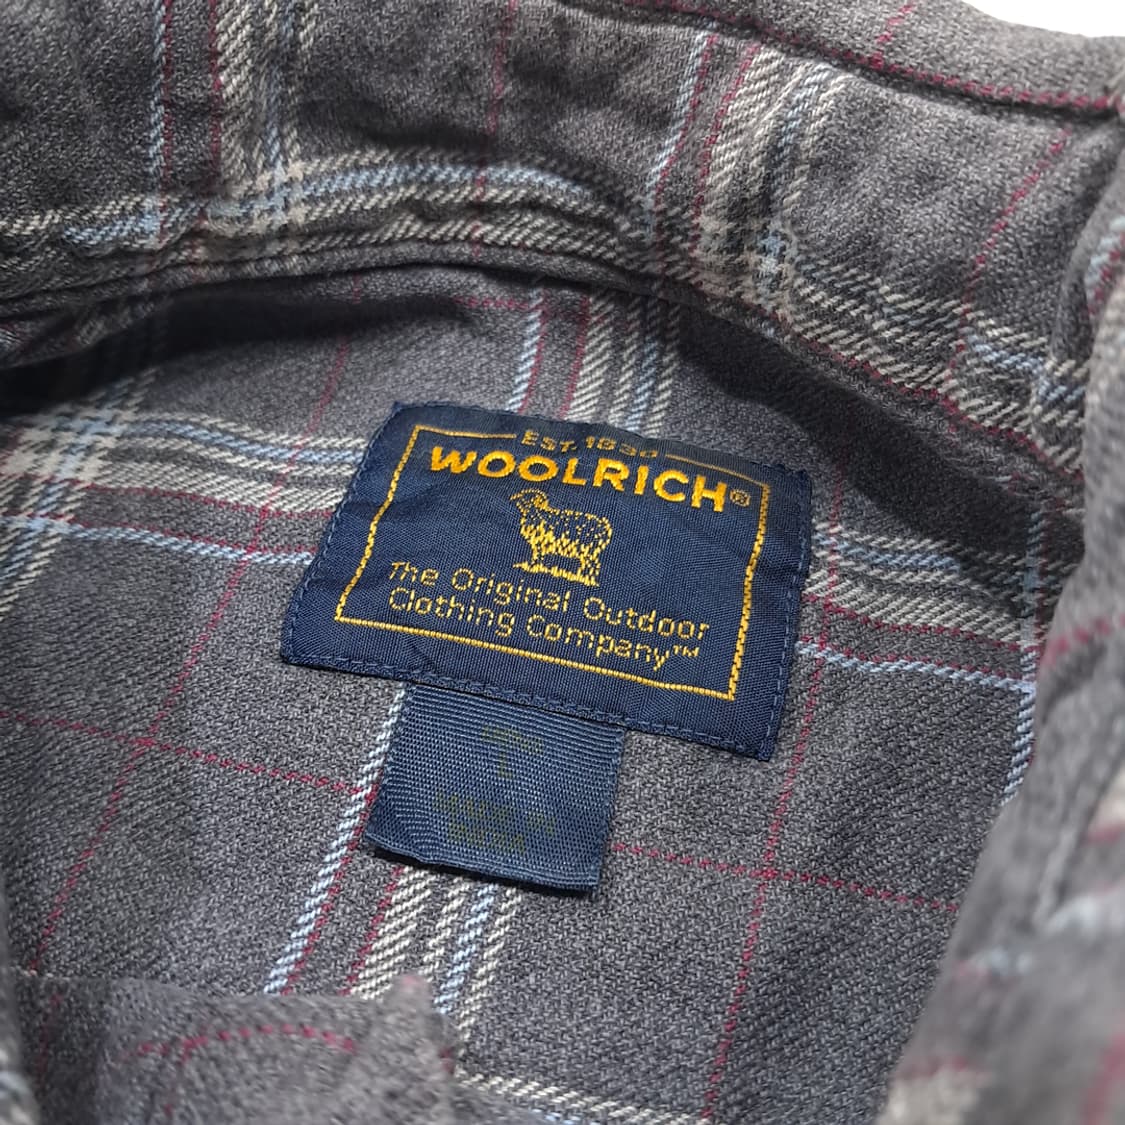 EST. 1830
WOOLRICH®
The Original Outdoor
Clothing Company™